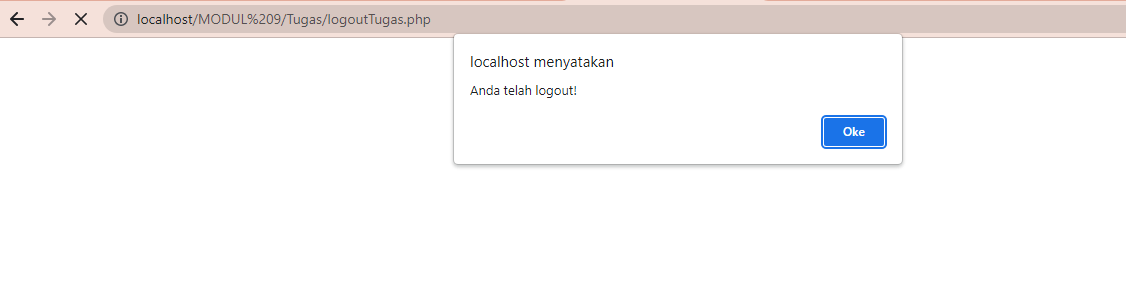 localhost/MODUL%209/Tugas/logoutTugas.php
localhost menyatakan
Anda telah logout!
Oke